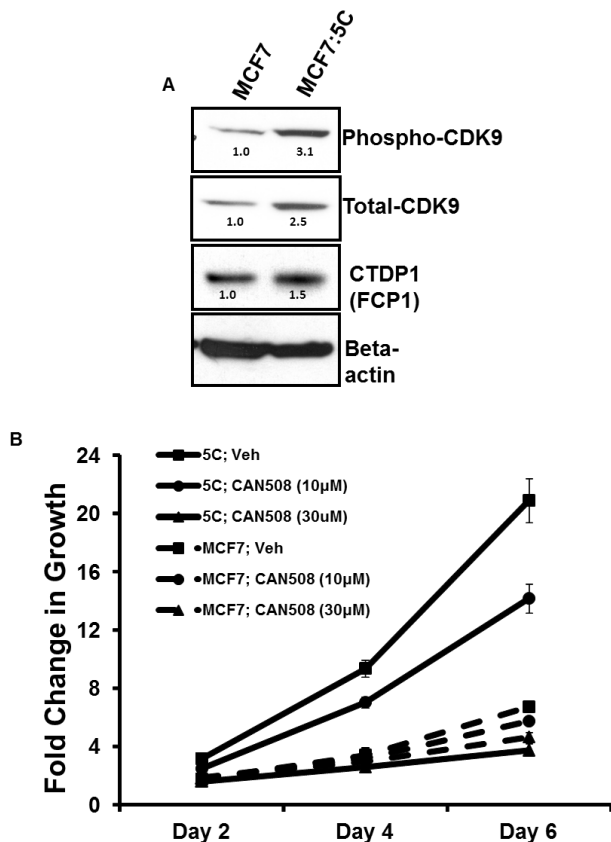 A
MCF7
MCF7:5C
Phospho-CDK9
1.0 3.1
Total-CDK9
1.0 2.5
CTDP1
(FCP1)
1.0 1.5
Beta-
actin
B
Fold Change in Growth
24
20
16
12
8
4
0
5C; Veh
5C; CAN508 (10µM)
5C; CAN508 (30uM)
MCF7; Veh
MCF7; CAN508 (10µM)
MCF7; CAN508 (30µM)
Day 2 Day 4 Day 6